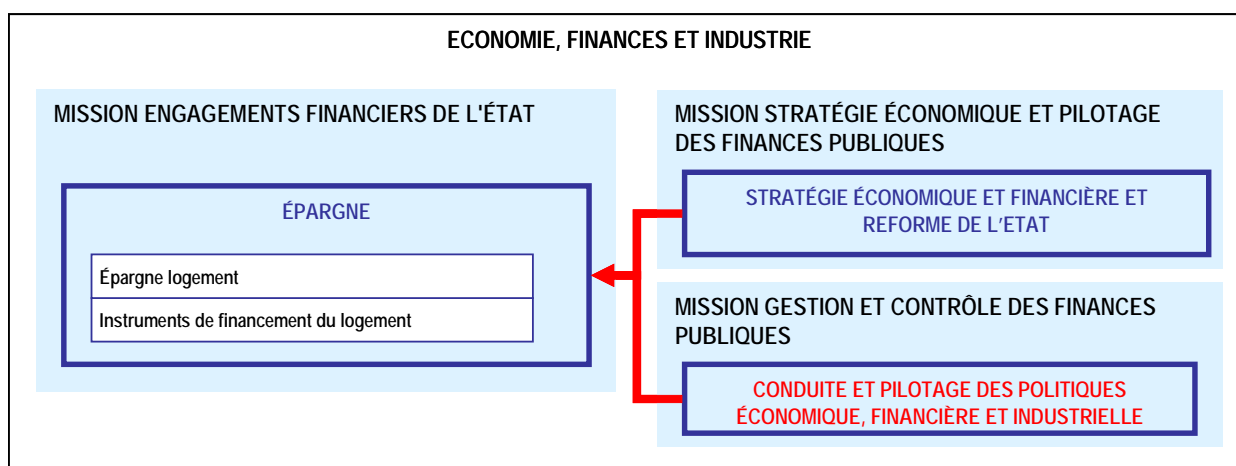 ECONOMIE, FINANCES ET INDUSTRIE
MISSION ENGAGEMENTS FINANCIERS DE L'ÉTAT
ÉPARGNE
Épargne logement
Instruments de financement du logement
MISSION STRATÉGIE ÉCONOMIQUE ET PILOTAGE
DES FINANCES PUBLIQUES
STRATÉGIE ÉCONOMIQUE ET FINANCIÈRE ET
REFORME DE L’ETAT
MISSION GESTION ET CONTRÔLE DES FINANCES
PUBLIQUES
CONDUITE ET PILOTAGE DES POLITIQUES
ÉCONOMIQUE, FINANCIÈRE ET INDUSTRIELLE